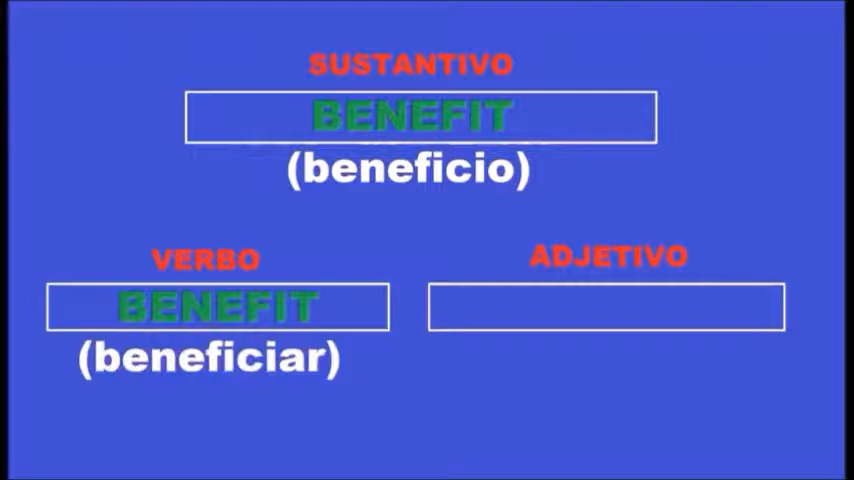 SUSTANTIVO
BENEFIT
(beneficio)
VERBO
ADJETIVO
BENEFIT
(beneficiar)